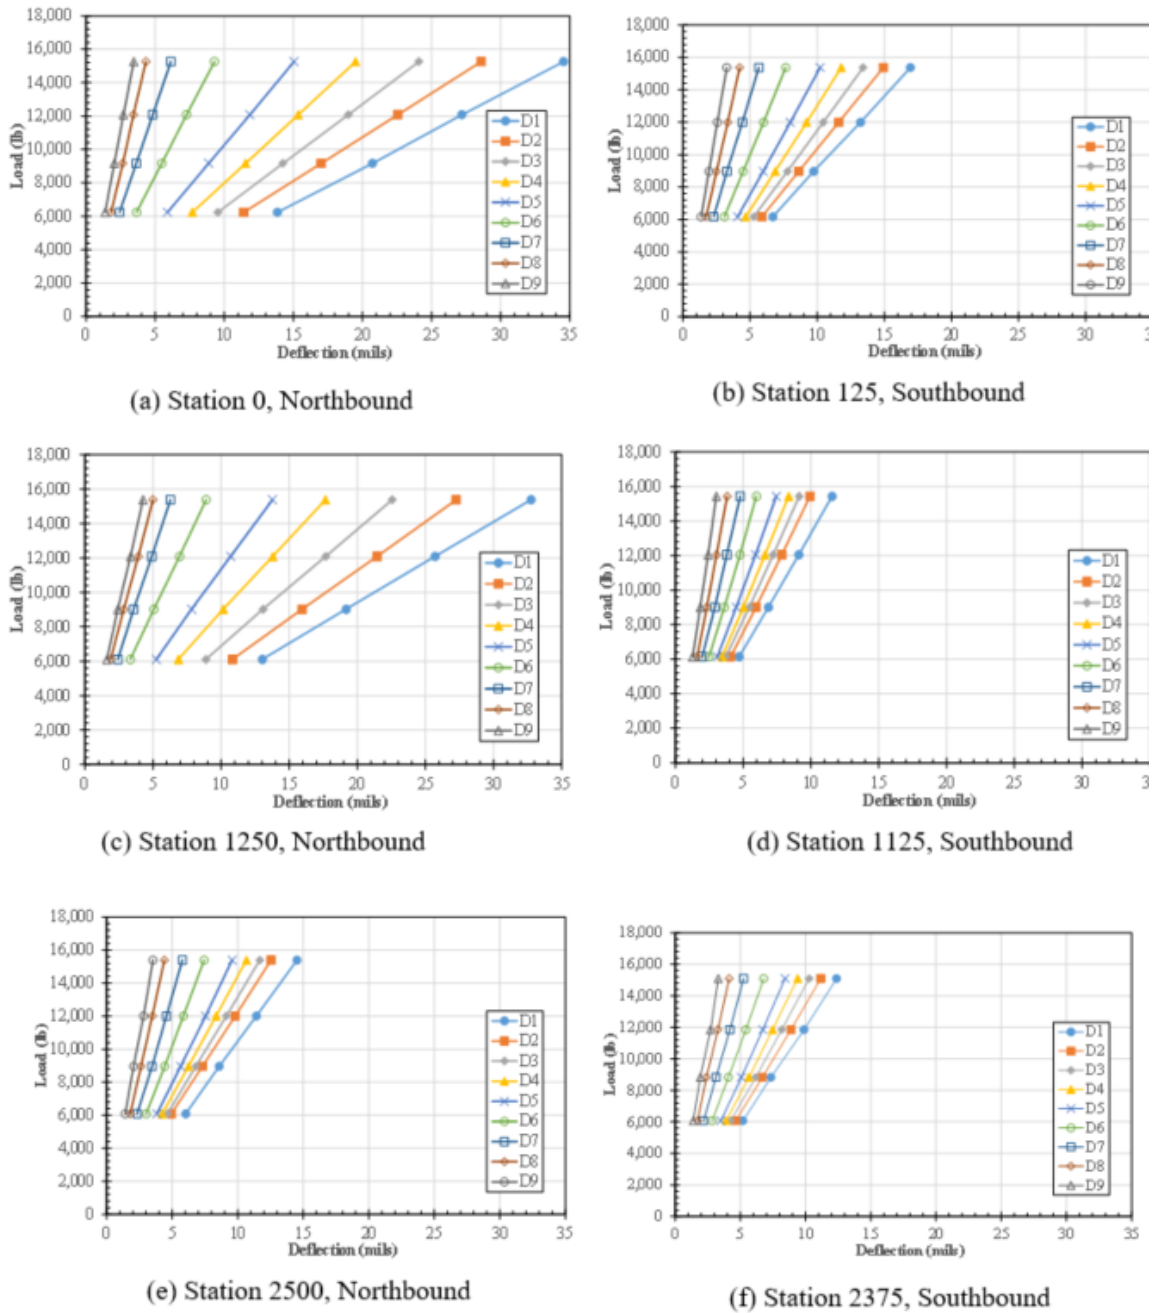 18,000
16,000
14,000
12,000
10,000
8,000
6,000
4,000
2,000
0
Load (lb)
0 5 10 15 20 25 30 35
Deflection (mils)
D1
D2
D3
D4
D5
D6
D7
D8
D9
(a) Station 0, Northbound
18,000
16,000
14,000
12,000
10,000
8,000
6,000
4,000
2,000
0
Load (lb)
0 5 10 15 20 25 30
Deflection (mils)
D1
D2
D3
D4
D5
D6
D7
D8
D9
(b) Station 125, Southbound
18,000
16,000
14,000
12,000
10,000
8,000
6,000
4,000
2,000
0
Load (lb)
0 5 10 15 20 25 30 35
Deflection (mils)
D1
D2
D3
D4
D5
D6
D7
D8
D9
(c) Station 1250, Northbound
18,000
16,000
14,000
12,000
10,000
8,000
6,000
4,000
2,000
0
Load (lb)
0 5 10 15 20 25 30
Deflection (mils)
D1
D2
D3
D4
D5
D6
D7
D8
D9
(d) Station 1125, Southbound
18,000
16,000
14,000
12,000
10,000
8,000
6,000
4,000
2,000
0
Load (lb)
0 5 10 15 20 25 30 35
Deflection (mils)
D1
D2
D3
D4
D5
D6
D7
D8
D9
(e) Station 2500, Northbound
18,000
16,000
14,000
12,000
10,000
8,000
6,000
4,000
2,000
0
Load (lb)
0 5 10 15 20 25 30 35
Deflection (mils)
D1
D2
D3
D4
D5
D6
D7
D8
D9
(f) Station 2375, Southbound